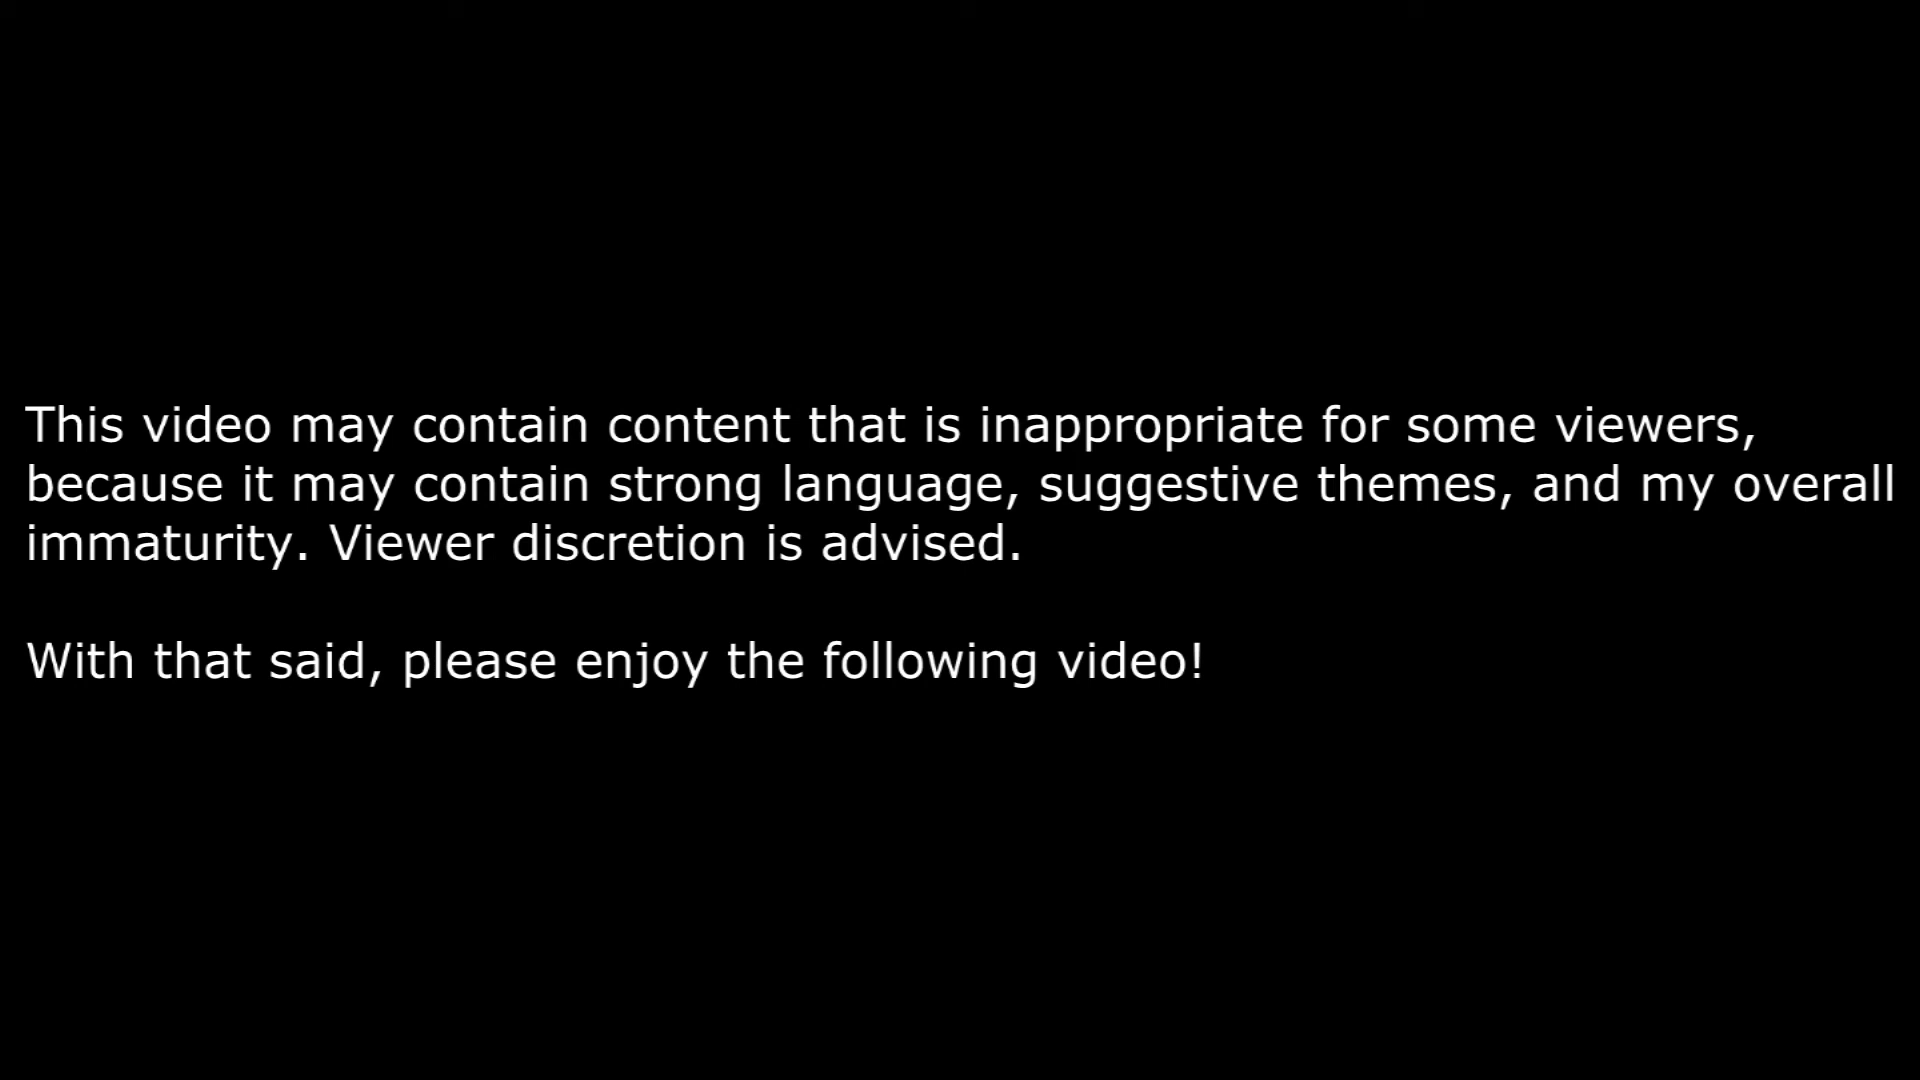 This video may contain content that is inappropriate for some viewers,
because it may contain strong language, suggestive themes, and my overall
immaturity. Viewer discretion is advised.
With that said, please enjoy the following video!